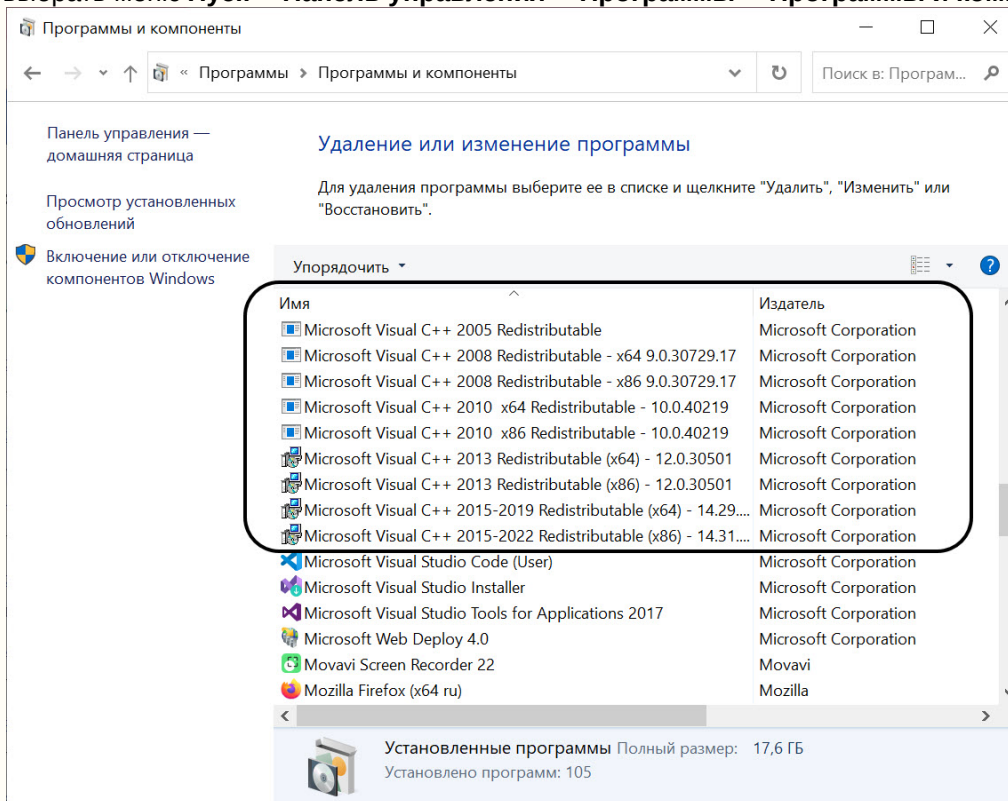 выбрать меню Пуск – Панель управления – Программы – Программы и
Программы и компоненты
« Программы > Программы и компоненты
Поиск в: Програм...
Панель управления —
домашняя страница
Просмотр установленных
обновлений
Включение или отключение
компонентов Windows
Удаление или изменение программы
Для удаления программы выберите ее в списке и щелкните "Удалить", "Изменить" или
"Восстановить".
Упорядочить
Имя Издатель
Microsoft Visual C++ 2005 Redistributable Microsoft Corporation
Microsoft Visual C++ 2008 Redistributable - x64 9.0.30729.17 Microsoft Corporation
Microsoft Visual C++ 2008 Redistributable - x86 9.0.30729.17 Microsoft Corporation
Microsoft Visual C++ 2010  x64 Redistributable - 10.0.40219 Microsoft Corporation
Microsoft Visual C++ 2010  x86 Redistributable - 10.0.40219 Microsoft Corporation
Microsoft Visual C++ 2013 Redistributable (x64) - 12.0.30501 Microsoft Corporation
Microsoft Visual C++ 2013 Redistributable (x86) - 12.0.30501 Microsoft Corporation
Microsoft Visual C++ 2015-2019 Redistributable (x64) - 14.29.... Microsoft Corporation
Microsoft Visual C++ 2015-2022 Redistributable (x86) - 14.31.... Microsoft Corporation
Microsoft Visual Studio Code (User) Microsoft Corporation
Microsoft Visual Studio Installer Microsoft Corporation
Microsoft Visual Studio Tools for Applications 2017 Microsoft Corporation
Microsoft Web Deploy 4.0 Microsoft Corporation
Movavi Screen Recorder 22 Movavi
Mozilla Firefox (x64 ru) Mozilla
Установленные программы Полный размер: 17,6 ГБ
Установлено программ: 105